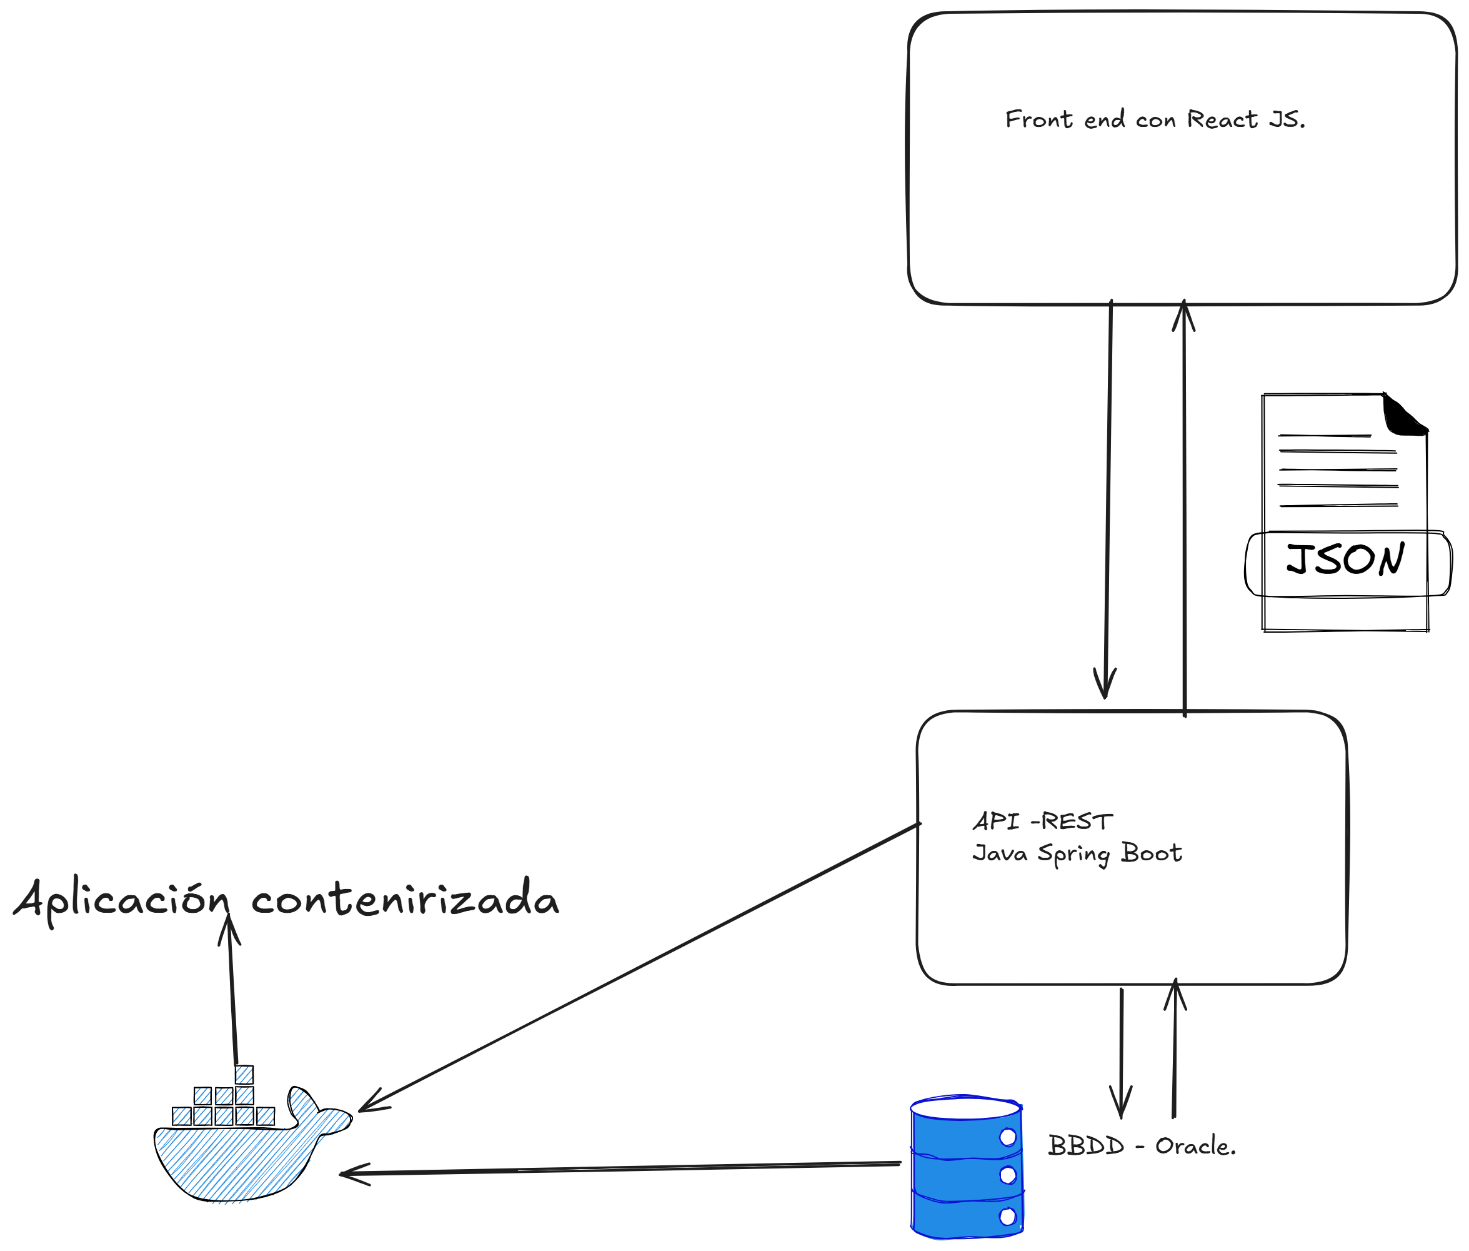 Front end con React JS.
JSON
API -REST
Java Spring Boot
Aplicación contenirizada
BBDD - Oracle.